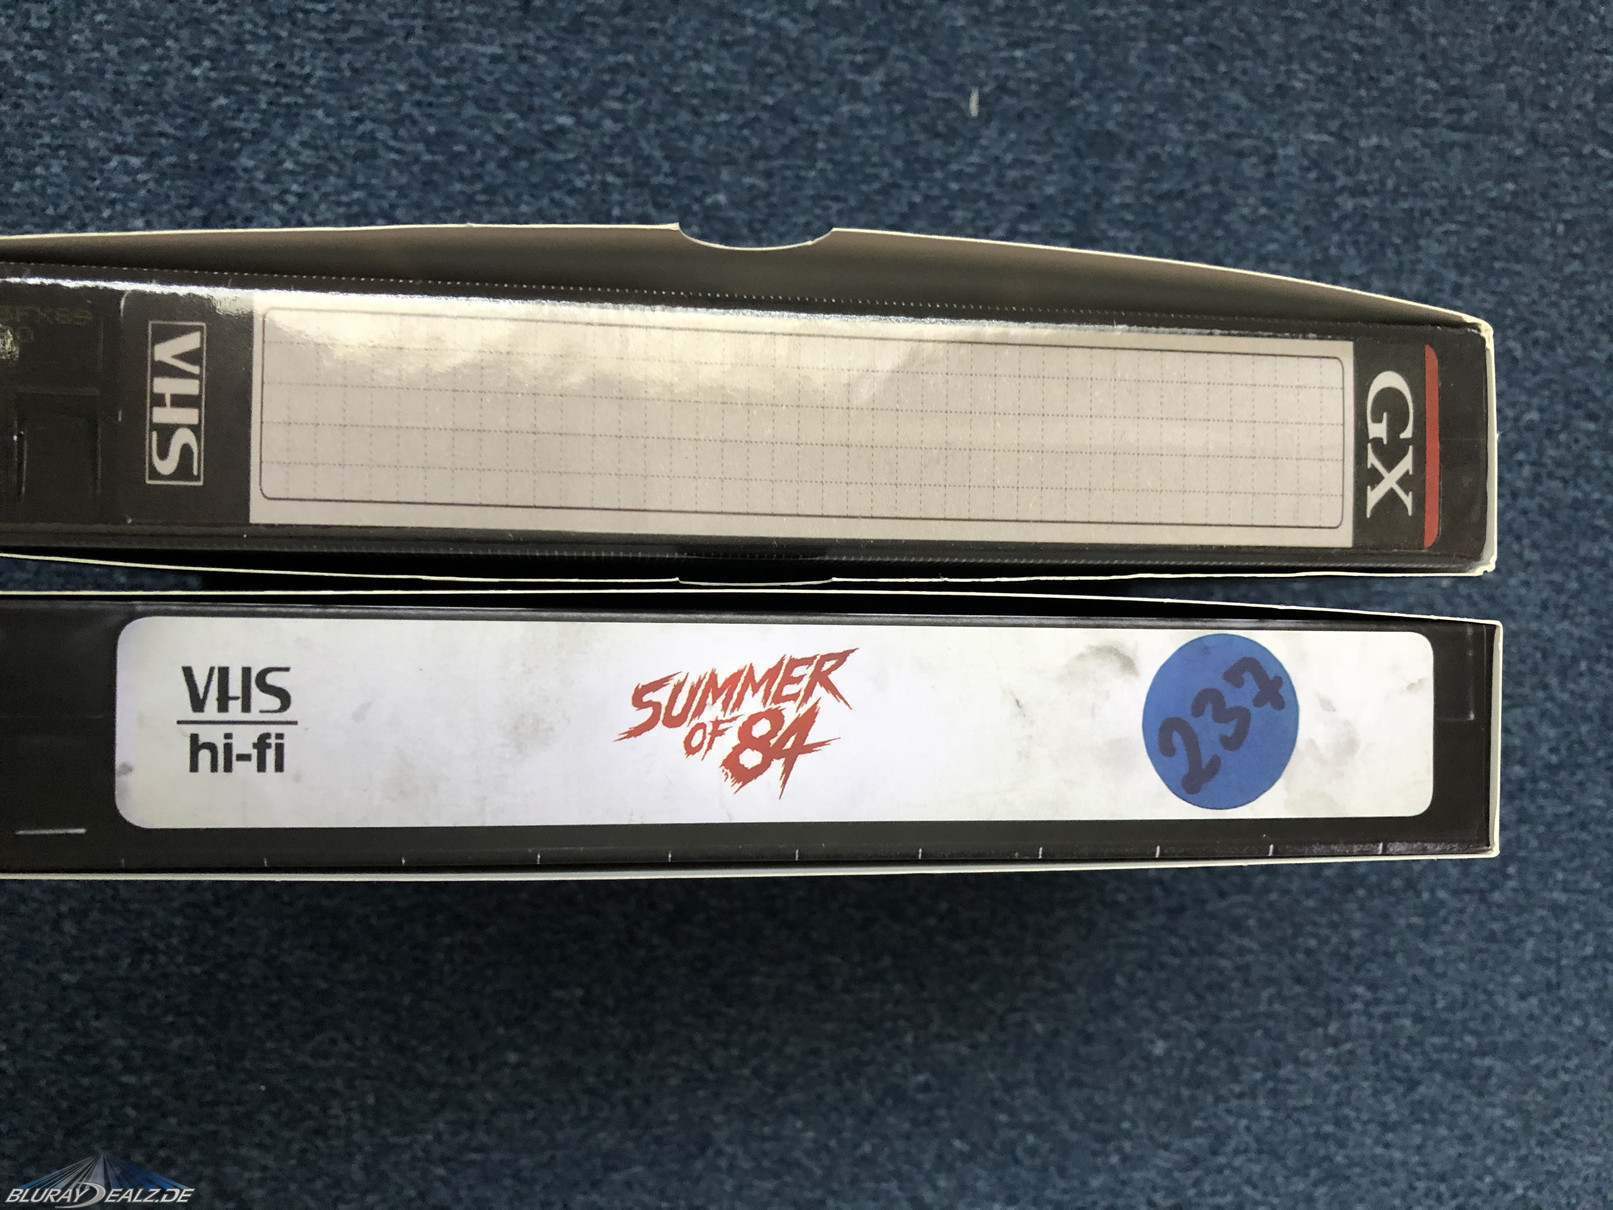 VHS
GX
VHS
hi-fi
SUMMER
OF 84
237
BLURAYDEALZ.DE